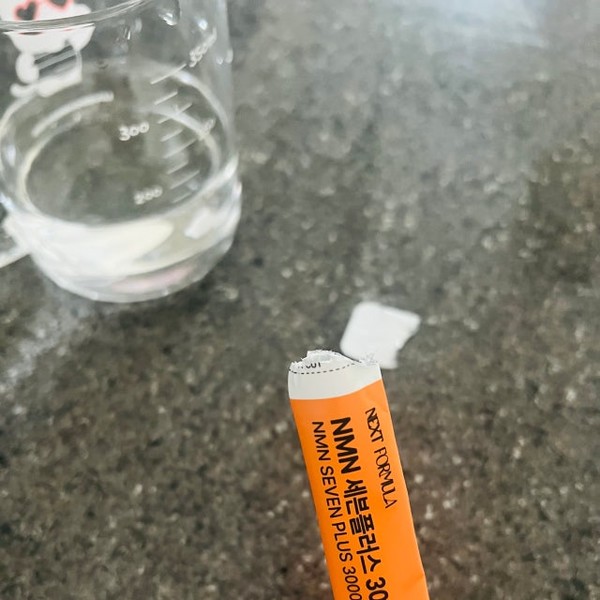 300
200
NEXT FORMULA
NMN 세븐플러스 30
NMN SEVEN PLUS 3000